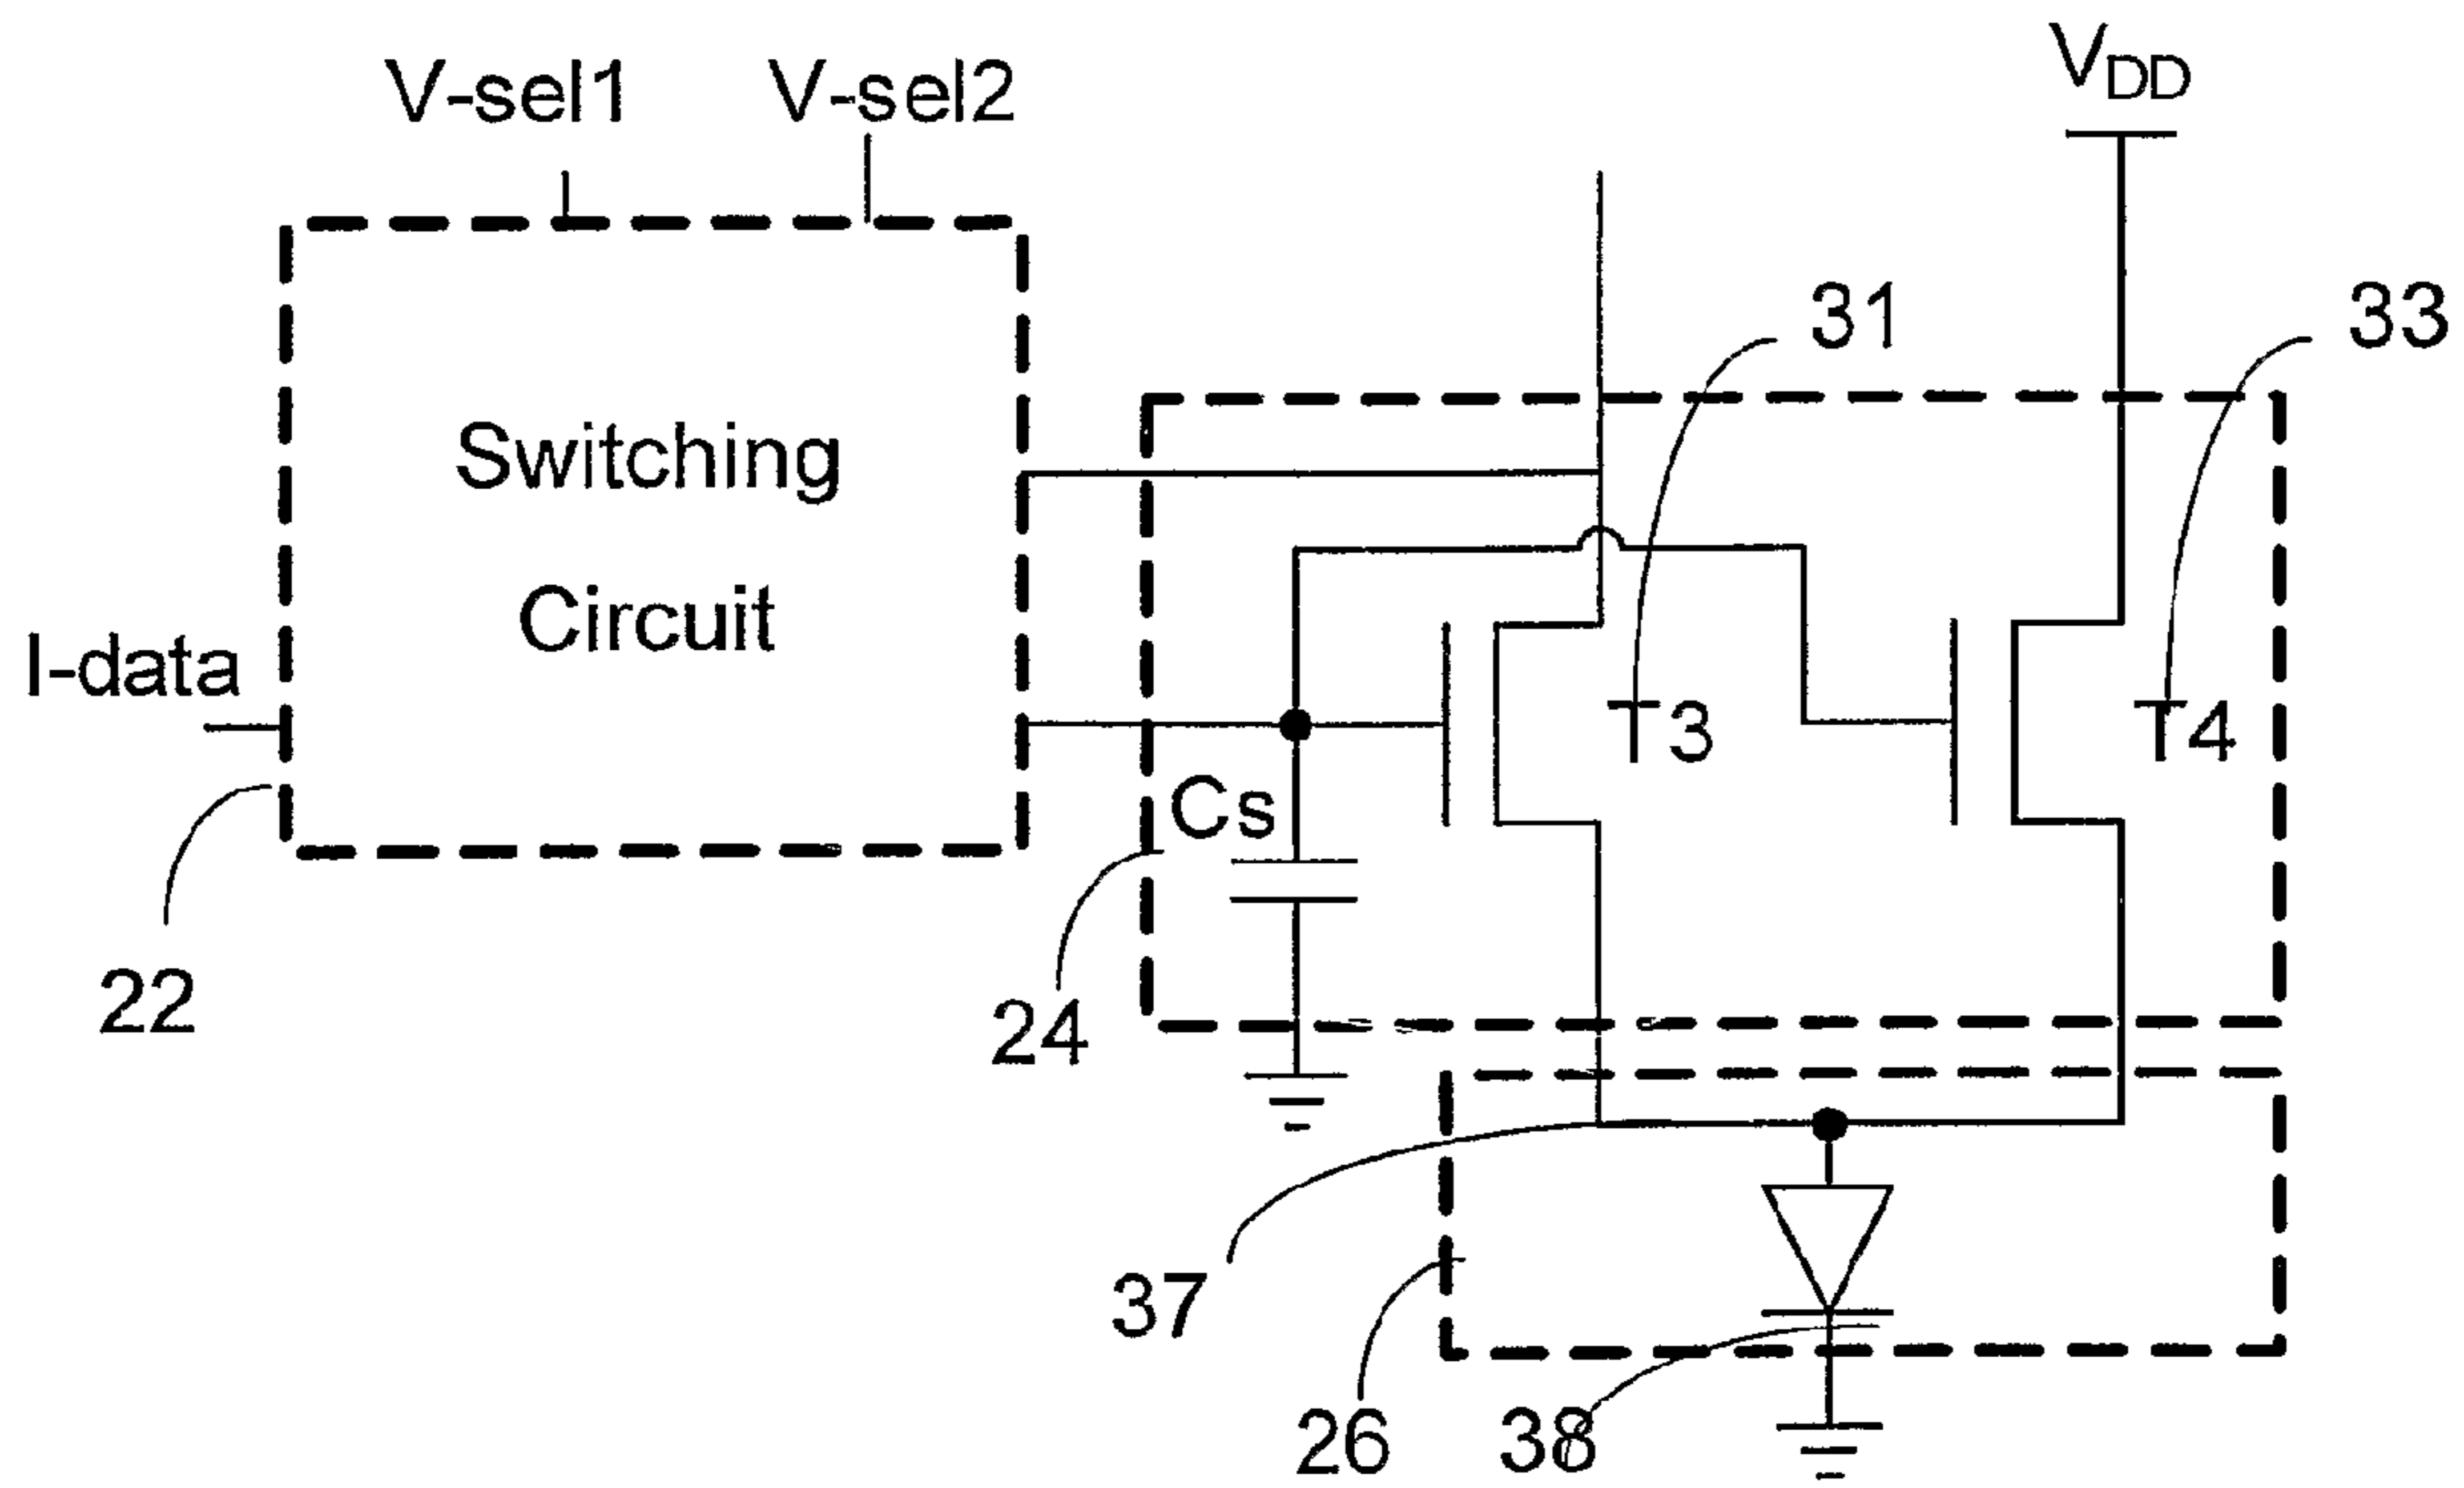 V-sel1
V-sel2
VDD
31
33
Switching
Circuit
I-data
T3
T4
Cs
22
24
37
26
38